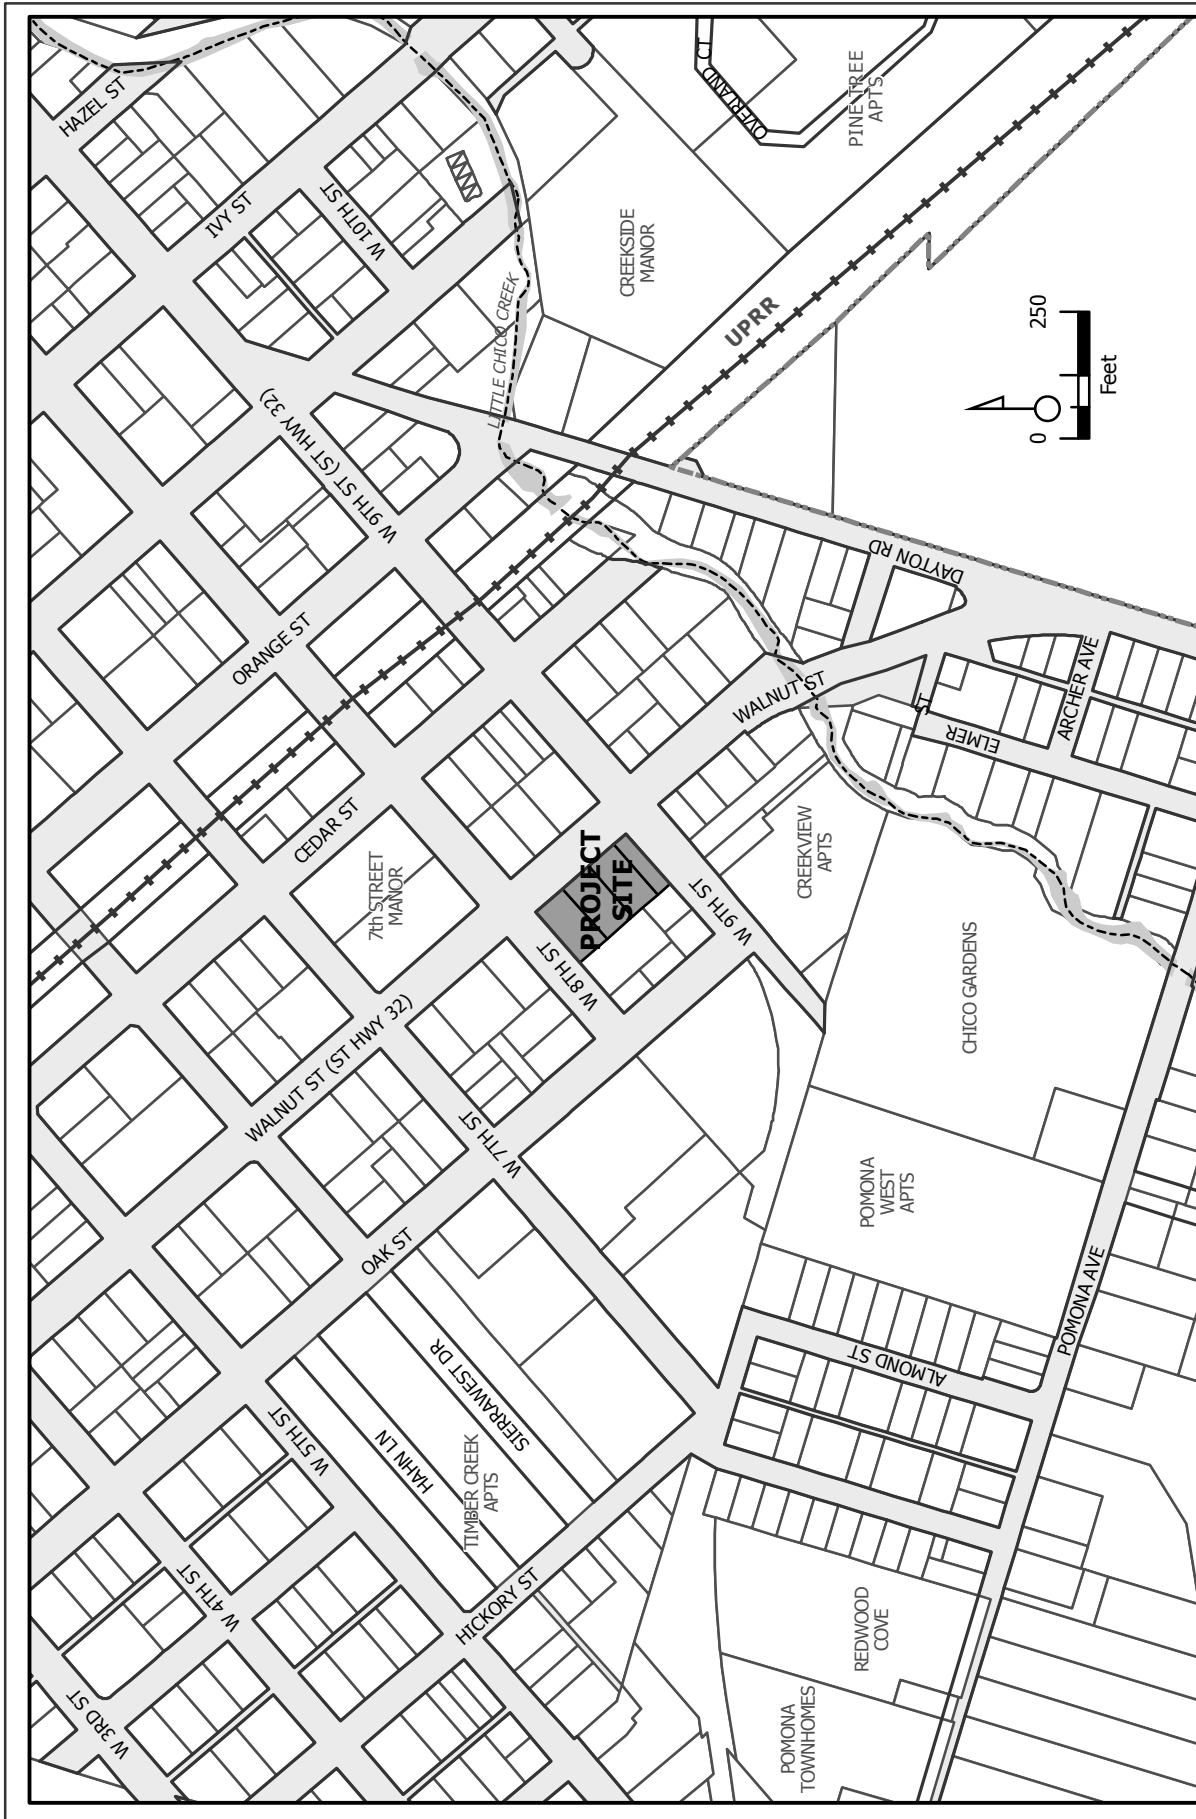 HAZEL ST
IVY ST
W 10TH ST
OVERLAND CT
PINE TREE
APTS
CREEKSIDE
MANOR
LITTLE CHICO CREEK
UPRR
0
250
Feet
W 9TH ST (ST HWY 32)
ORANGE ST
DAYTON RD
WALNUT ST
ARCHER AVE
ELMER
ST
CEDAR ST
7th STREET
MANOR
PROJECT
SITE
CREEKVIEW
APTS
W 9TH ST
W 8TH ST
CHICO GARDENS
WALNUT ST (ST HWY 32)
W 7TH ST
POMONA
WEST
APTS
OAK ST
POMONA AVE
ALMOND ST
SIERRAWEST DR
HAHN LN
TIMBER CREEK
APTS
W 5TH ST
W 4TH ST
HICKORY ST
W 3RD ST
REDWOOD
COVE
POMONA
TOWNHOMES